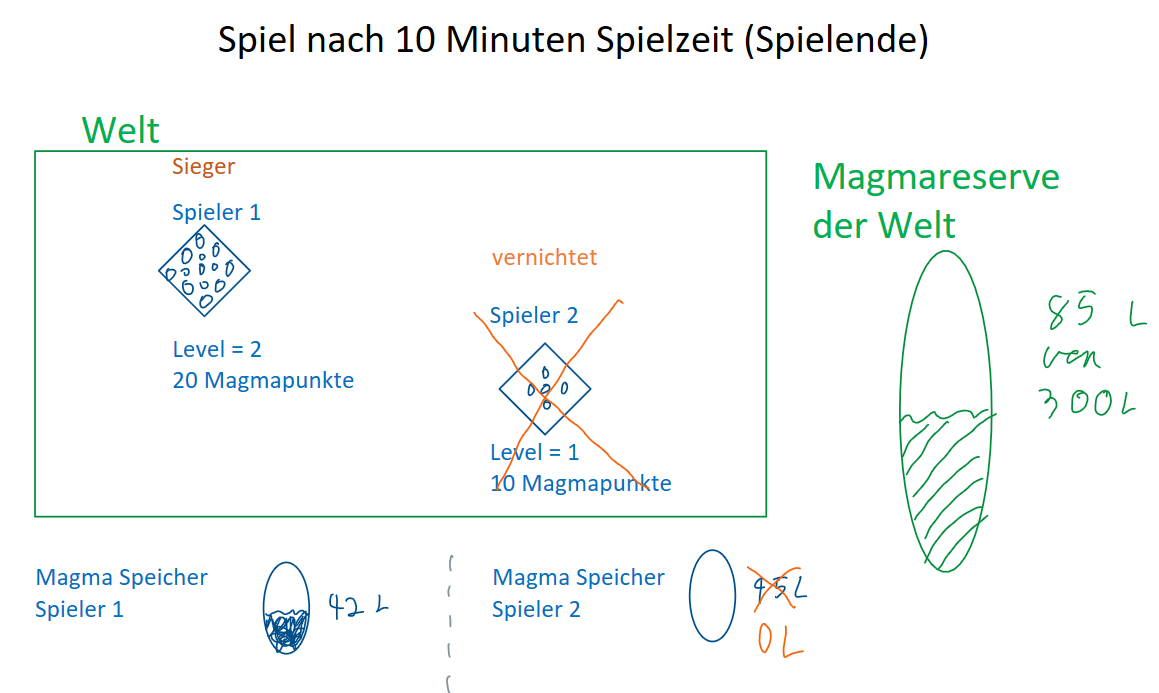 Spiel nach 10 Minuten Spielzeit (Spielende)
Welt
Sieger
Spieler 1
Level = 2
20 Magmapunkte
vernichtet
Spieler 2
Level = 1
10 Magmapunkte
Magmareserve
der Welt
85 L
von
300L
Magma Speicher
Spieler 1
42 L
Magma Speicher
Spieler 2
45L
0L